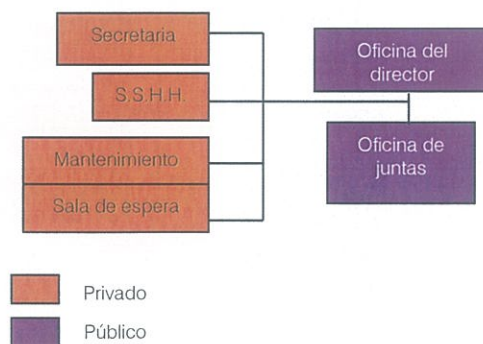 Secretaria
S.S.H.H.
Mantenimiento
Sala de espera
Oficina del
director
Oficina de
juntas
Privado
Público